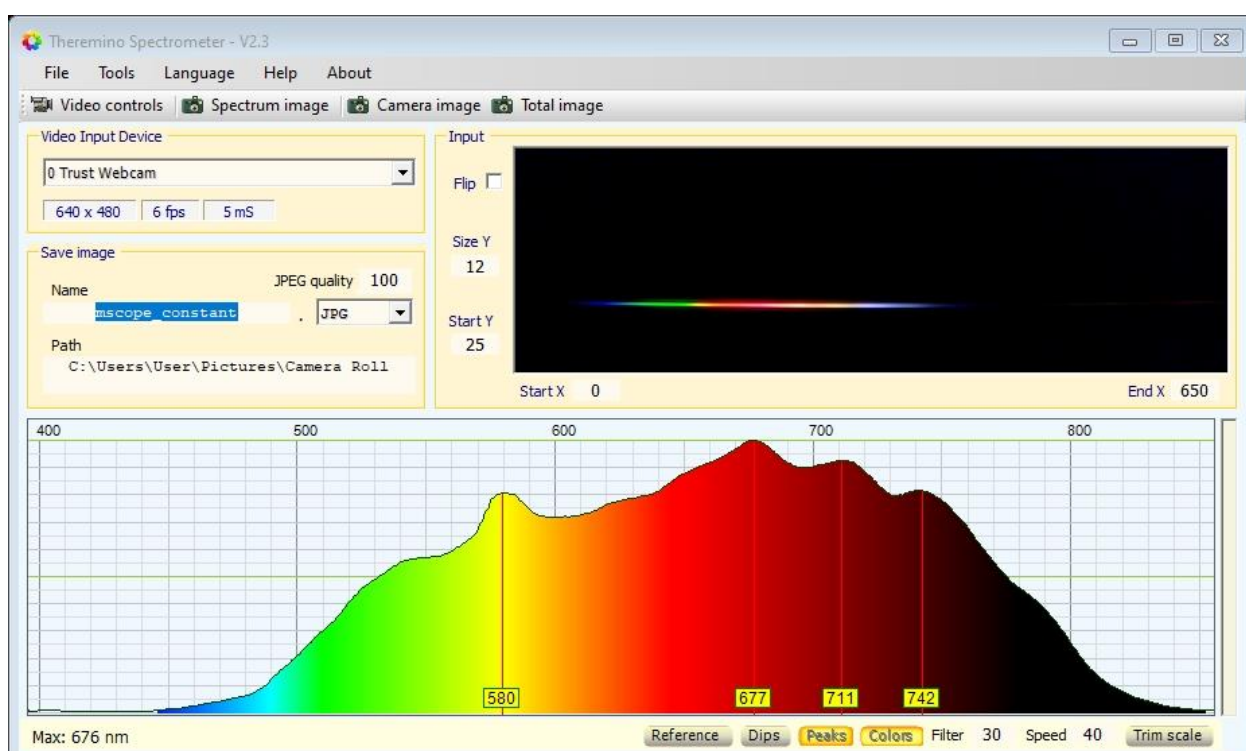 Theremino Spectrometer - V2.3
File Tools Language Help About
Video controls Spectrum image Camera image Total image
Video Input Device
0 Trust Webcam
640 x 480 6 fps 5 mS
Save image
Name JPEG quality 100
mscope_constant . JPG
Path
C:\Users\User\Pictures\Camera Roll
Input
Flip
Size Y
12
Start Y
25
Start X 0 End X 650
400 500 600 700 800
580 677 711 742
Max: 676 nm Reference Dips Peaks Colors Filter 30 Speed 40 Trim scale